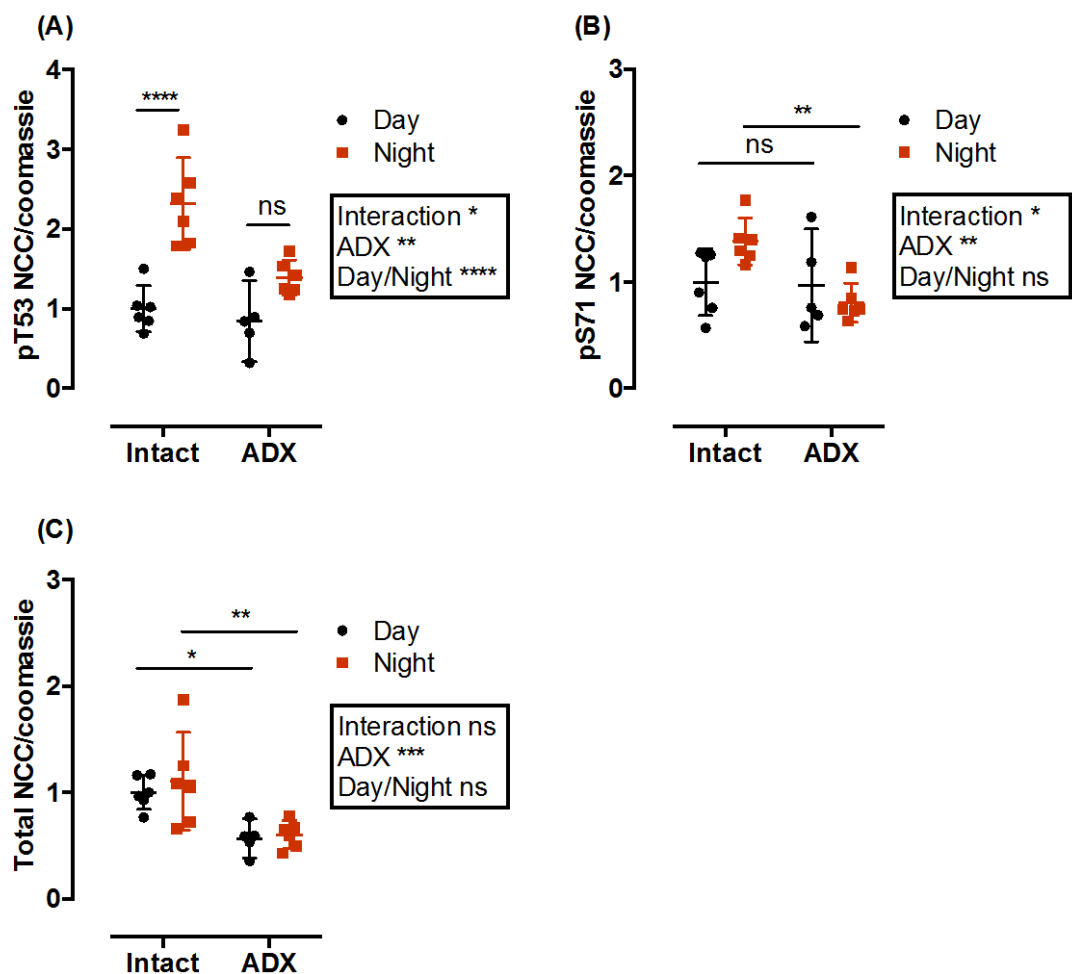 (A)
pT53 NCC/coomassie
4
3
2
1
0
****
ns
Day
Night
Interaction *
ADX **
Day/Night ****
Intact ADX
(B)
pS71 NCC/coomassie
3
2
1
0
**
ns
Day
Night
Interaction *
ADX **
Day/Night ns
Intact ADX
(C)
Total NCC/coomassie
3
2
1
0
**
*
Day
Night
Interaction ns
ADX ***
Day/Night ns
Intact ADX